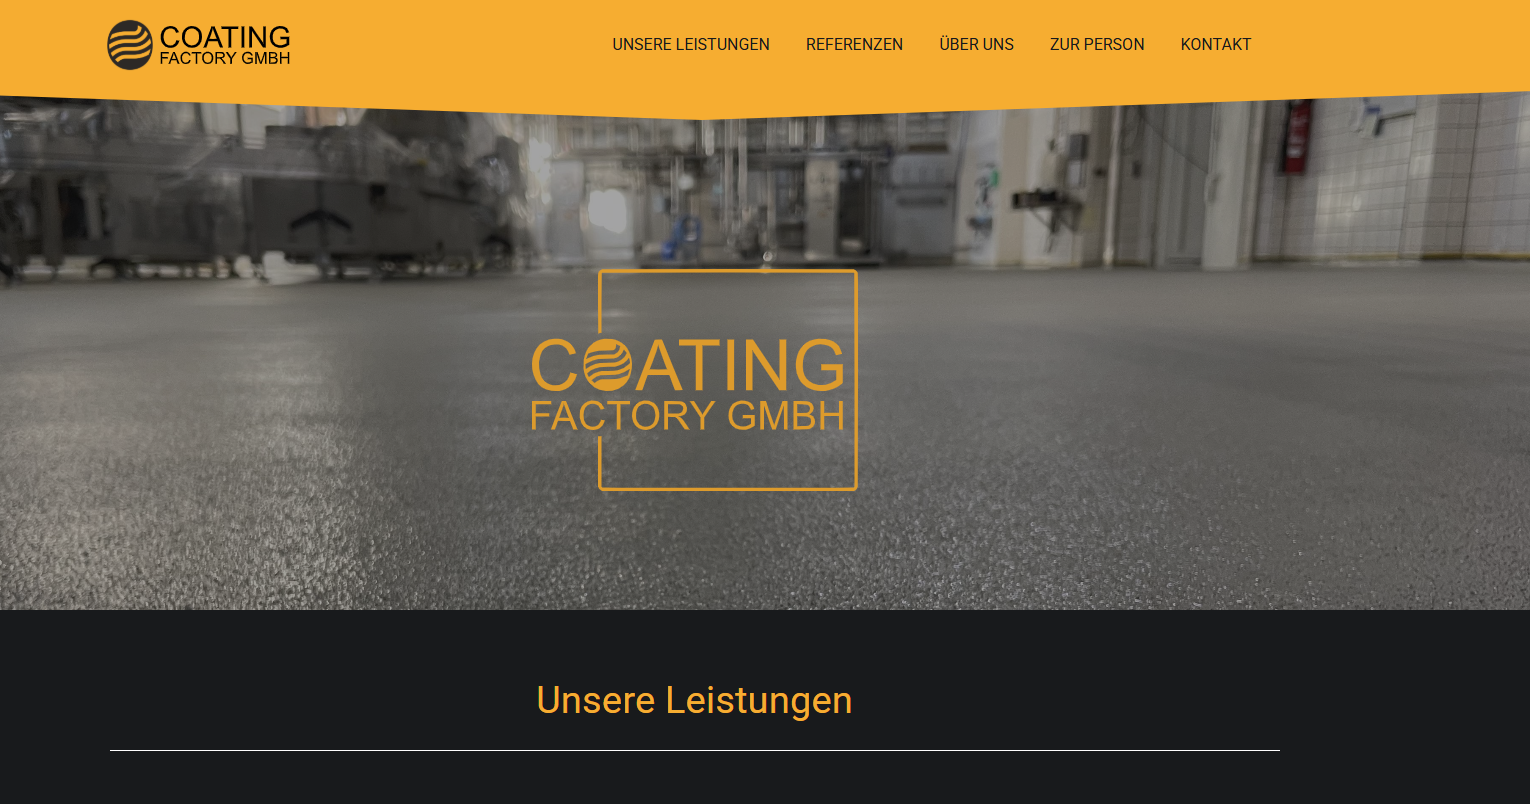 COATING
FACTORY GMBH
UNSERE LEISTUNGEN REFERENZEN ÜBER UNS ZUR PERSON KONTAKT
COATING
FACTORY GMBH
Unsere Leistungen